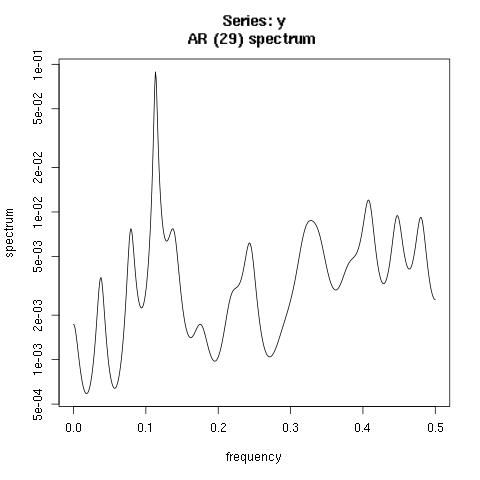 Series: y
AR (29) spectrum
1e-01
5e-02
2e-02
1e-02
5e-03
2e-03
1e-03
5e-04
spectrum
0.0 0.1 0.2 0.3 0.4 0.5
frequency